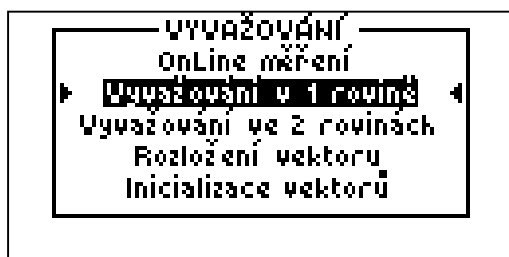 VYVAŽOVÁNÍ
OnLine měření
Vyvažování v 1 rovině
Vyvažování ve 2 rovinách
Rozložení vektoru
Inicializace vektorů